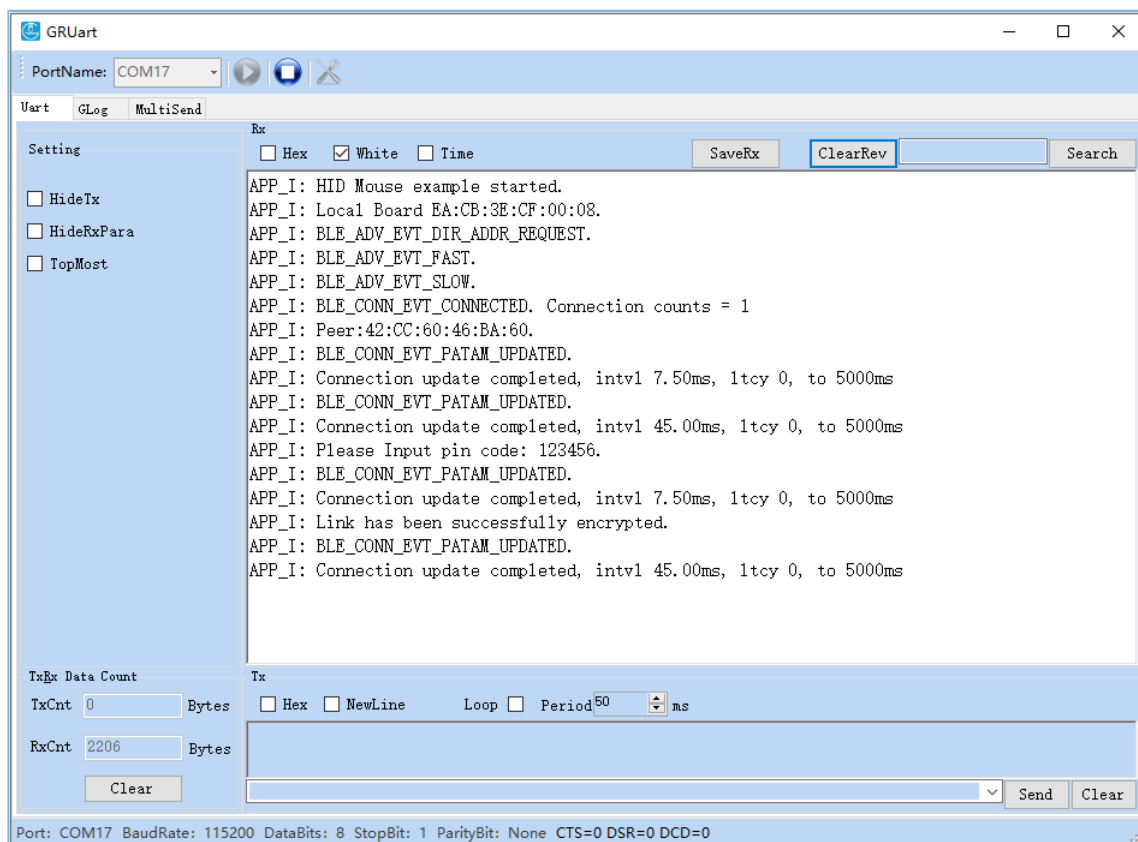 GRUart
PortName: COM17
Uart GLog MultiSend
Setting
HideTx
HideRxPara
TopMost
Rx
Hex White Time SaveRx ClearRev Search
APP_I: HID Mouse example started.
APP_I: Local Board EA:CB:3E:CF:00:08.
APP_I: BLE_ADV_EVT_DIR_ADDR_REQUEST.
APP_I: BLE_ADV_EVT_FAST.
APP_I: BLE_ADV_EVT_SLOW.
APP_I: BLE_CONN_EVT_CONNECTED. Connection counts = 1
APP_I: Peer:42:CC:60:46:BA:60.
APP_I: BLE_CONN_EVT_PATAM_UPDATED.
APP_I: Connection update completed, intvl 7.50ms, ltcy 0, to 5000ms
APP_I: BLE_CONN_EVT_PATAM_UPDATED.
APP_I: Connection update completed, intvl 45.00ms, ltcy 0, to 5000ms
APP_I: Please Input pin code: 123456.
APP_I: BLE_CONN_EVT_PATAM_UPDATED.
APP_I: Connection update completed, intvl 7.50ms, ltcy 0, to 5000ms
APP_I: Link has been successfully encrypted.
APP_I: BLE_CONN_EVT_PATAM_UPDATED.
APP_I: Connection update completed, intvl 45.00ms, ltcy 0, to 5000ms
TxRx Data Count
TxCnt 0 Bytes
RxCnt 2206 Bytes
Clear
Tx
Hex NewLine Loop Period 50 ms
Send Clear
Port: COM17 BaudRate: 115200 DataBits: 8 StopBit: 1 ParityBit: None CTS=0 DSR=0 DCD=0